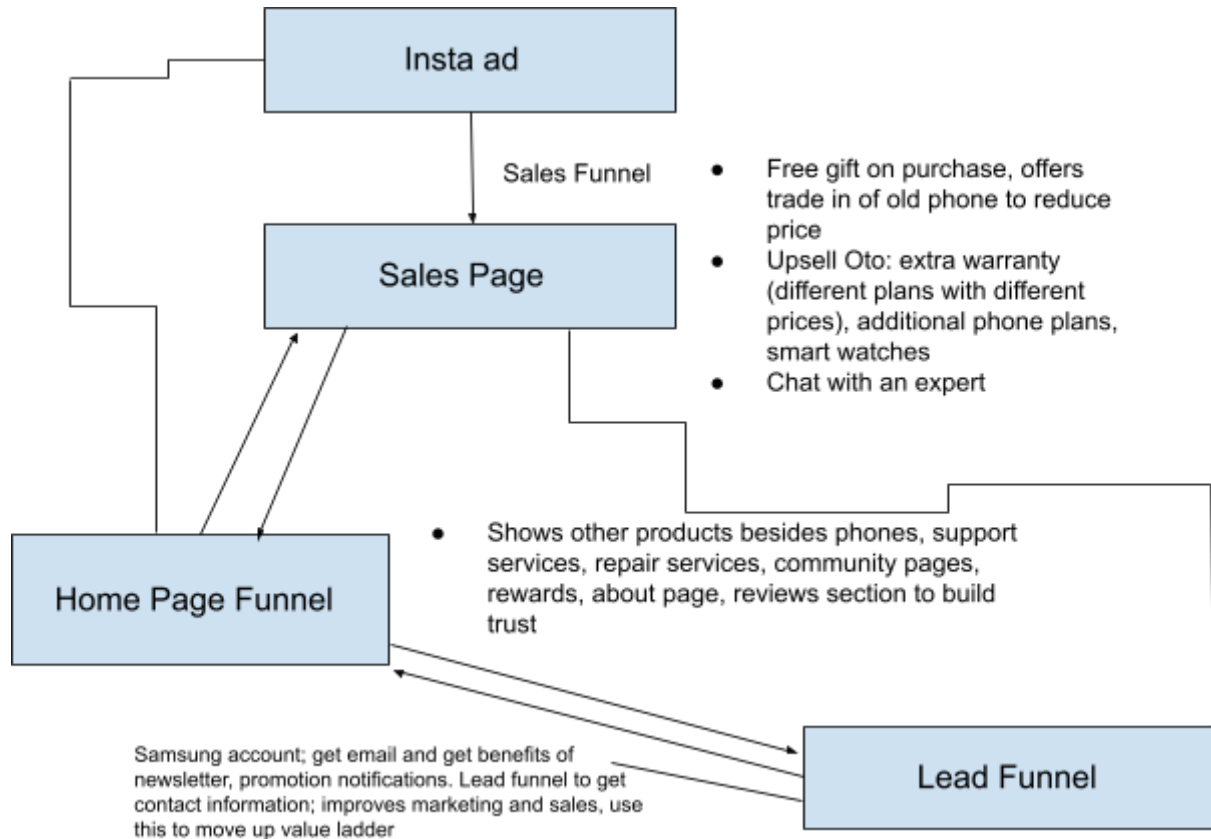 Insta ad
Sales Funnel
● Free gift on purchase, offers
trade in of old phone to reduce
price
● Upsell Oto: extra warranty
(different plans with different
prices), additional phone plans,
smart watches
● Chat with an expert
Sales Page
● Shows other products besides phones, support
services, repair services, community pages,
rewards, about page, reviews section to build
trust
Home Page Funnel
Samsung account; get email and get benefits of
newsletter, promotion notifications. Lead funnel to get
contact information; improves marketing and sales, use
this to move up value ladder
Lead Funnel